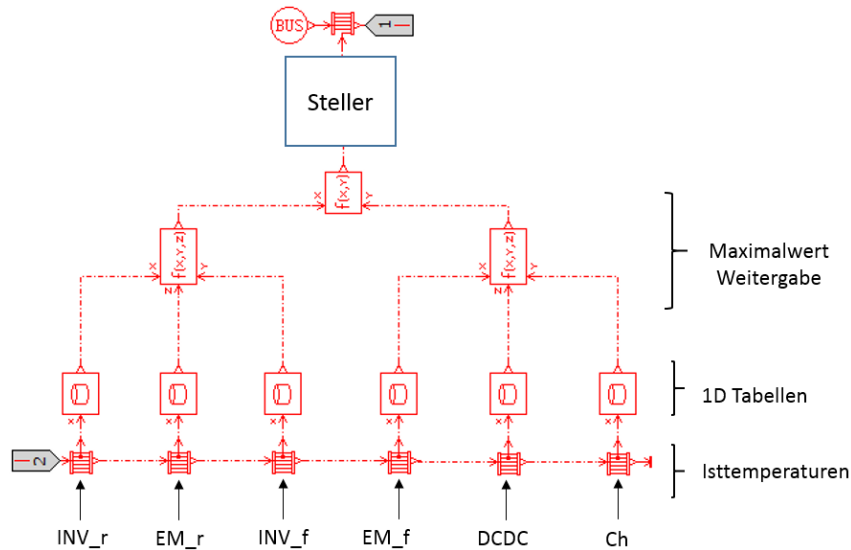 BUS
1
Steller
f(x,Y)
X
Y
f(x,Y,z)
X
Y
Z
f(x,Y,z)
X
Y
Z
Maximalwert
Weitergabe
X
X
X
X
X
X
1D Tabellen
2
Isttemperaturen
INV_r
EM_r
INV_f
EM_f
DCDC
Ch